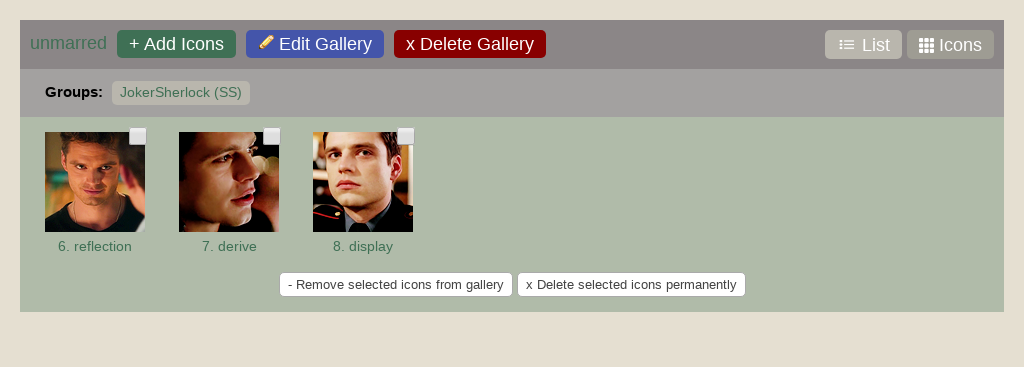 unmarred + Add Icons Edit Gallery x Delete Gallery List Icons
Groups: JokerSherlock (SS)
6. reflection 7. derive 8. display
- Remove selected icons from gallery x Delete selected icons permanently